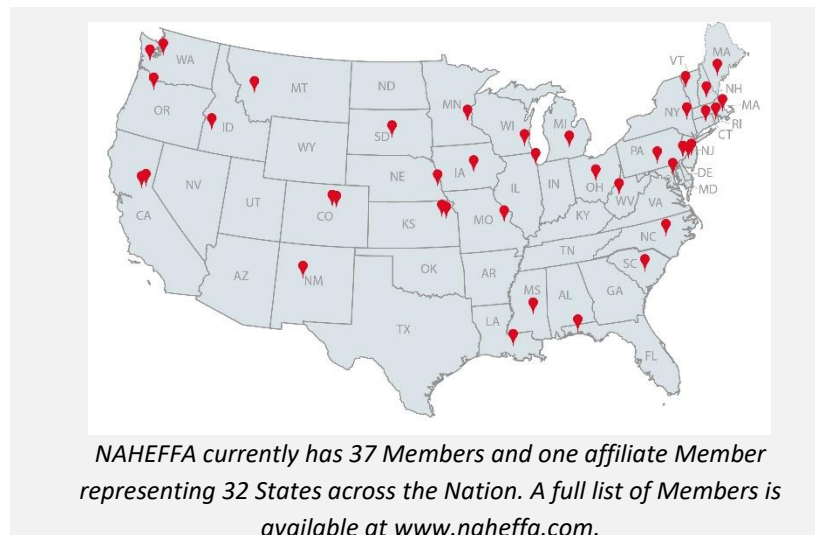 VT
MA
WA
MT
ND
MN
NH
OR
ID
SD
WI
MI
NY
MA
RI
CT
WY
IA
PA
NJ
NE
NV
UT
CO
IL
IN
OH
DE
MD
WV
VA
CA
KS
MO
KY
NC
TN
AZ
NM
OK
AR
SC
MS
AL
GA
TX
LA
FL
NAHEFFA currently has 37 Members and one affiliate Member
representing 32 States across the Nation. A full list of Members is
available at www.naheffa.com.